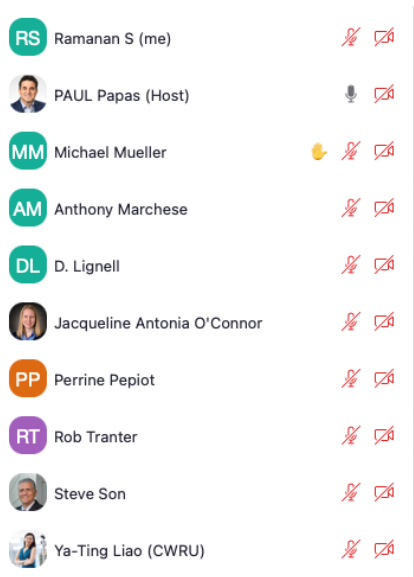 RS Ramanan S (me)
PAUL Papas (Host)
MM Michael Mueller
AM Anthony Marchese
DL D. Lignell
Jacqueline Antonia O'Connor
PP Perrine Pepiot
RT Rob Tranter
Steve Son
Ya-Ting Liao (CWRU)